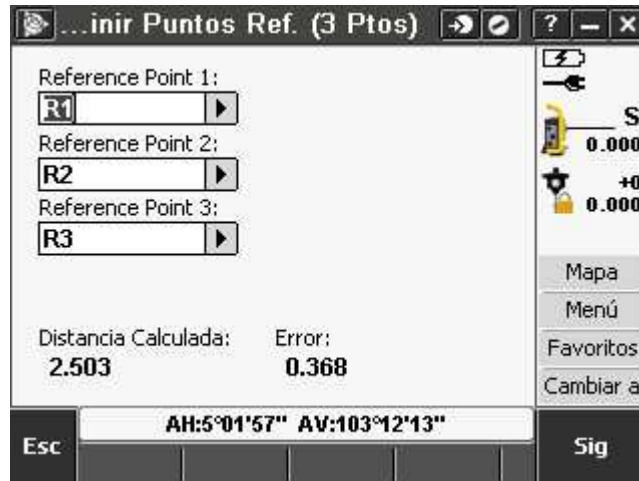 ...inir Puntos Ref. (3 Ptos)
? – X
Reference Point 1:
R1
Reference Point 2:
R2
Reference Point 3:
R3
Distancia Calculada:
2.503
Error:
0.368
AH:5°01'57" AV:103°12'13"
Esc
S
0.000
+0
0.000
Mapa
Menú
Favoritos
Cambiar a
Sig